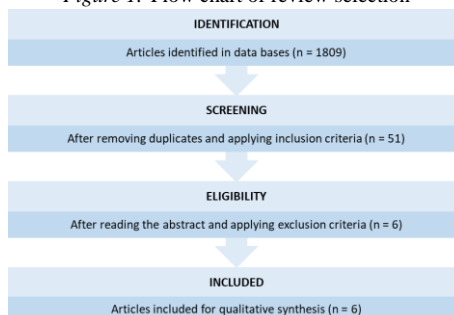 Figure 1. Flow chart of review selection
IDENTIFICATION
Articles identified in data bases (n = 1809)
SCREENING
After removing duplicates and applying inclusion criteria (n = 51)
ELIGIBILITY
After reading the abstract and applying exclusion criteria (n = 6)
INCLUDED
Articles included for qualitative synthesis (n = 6)